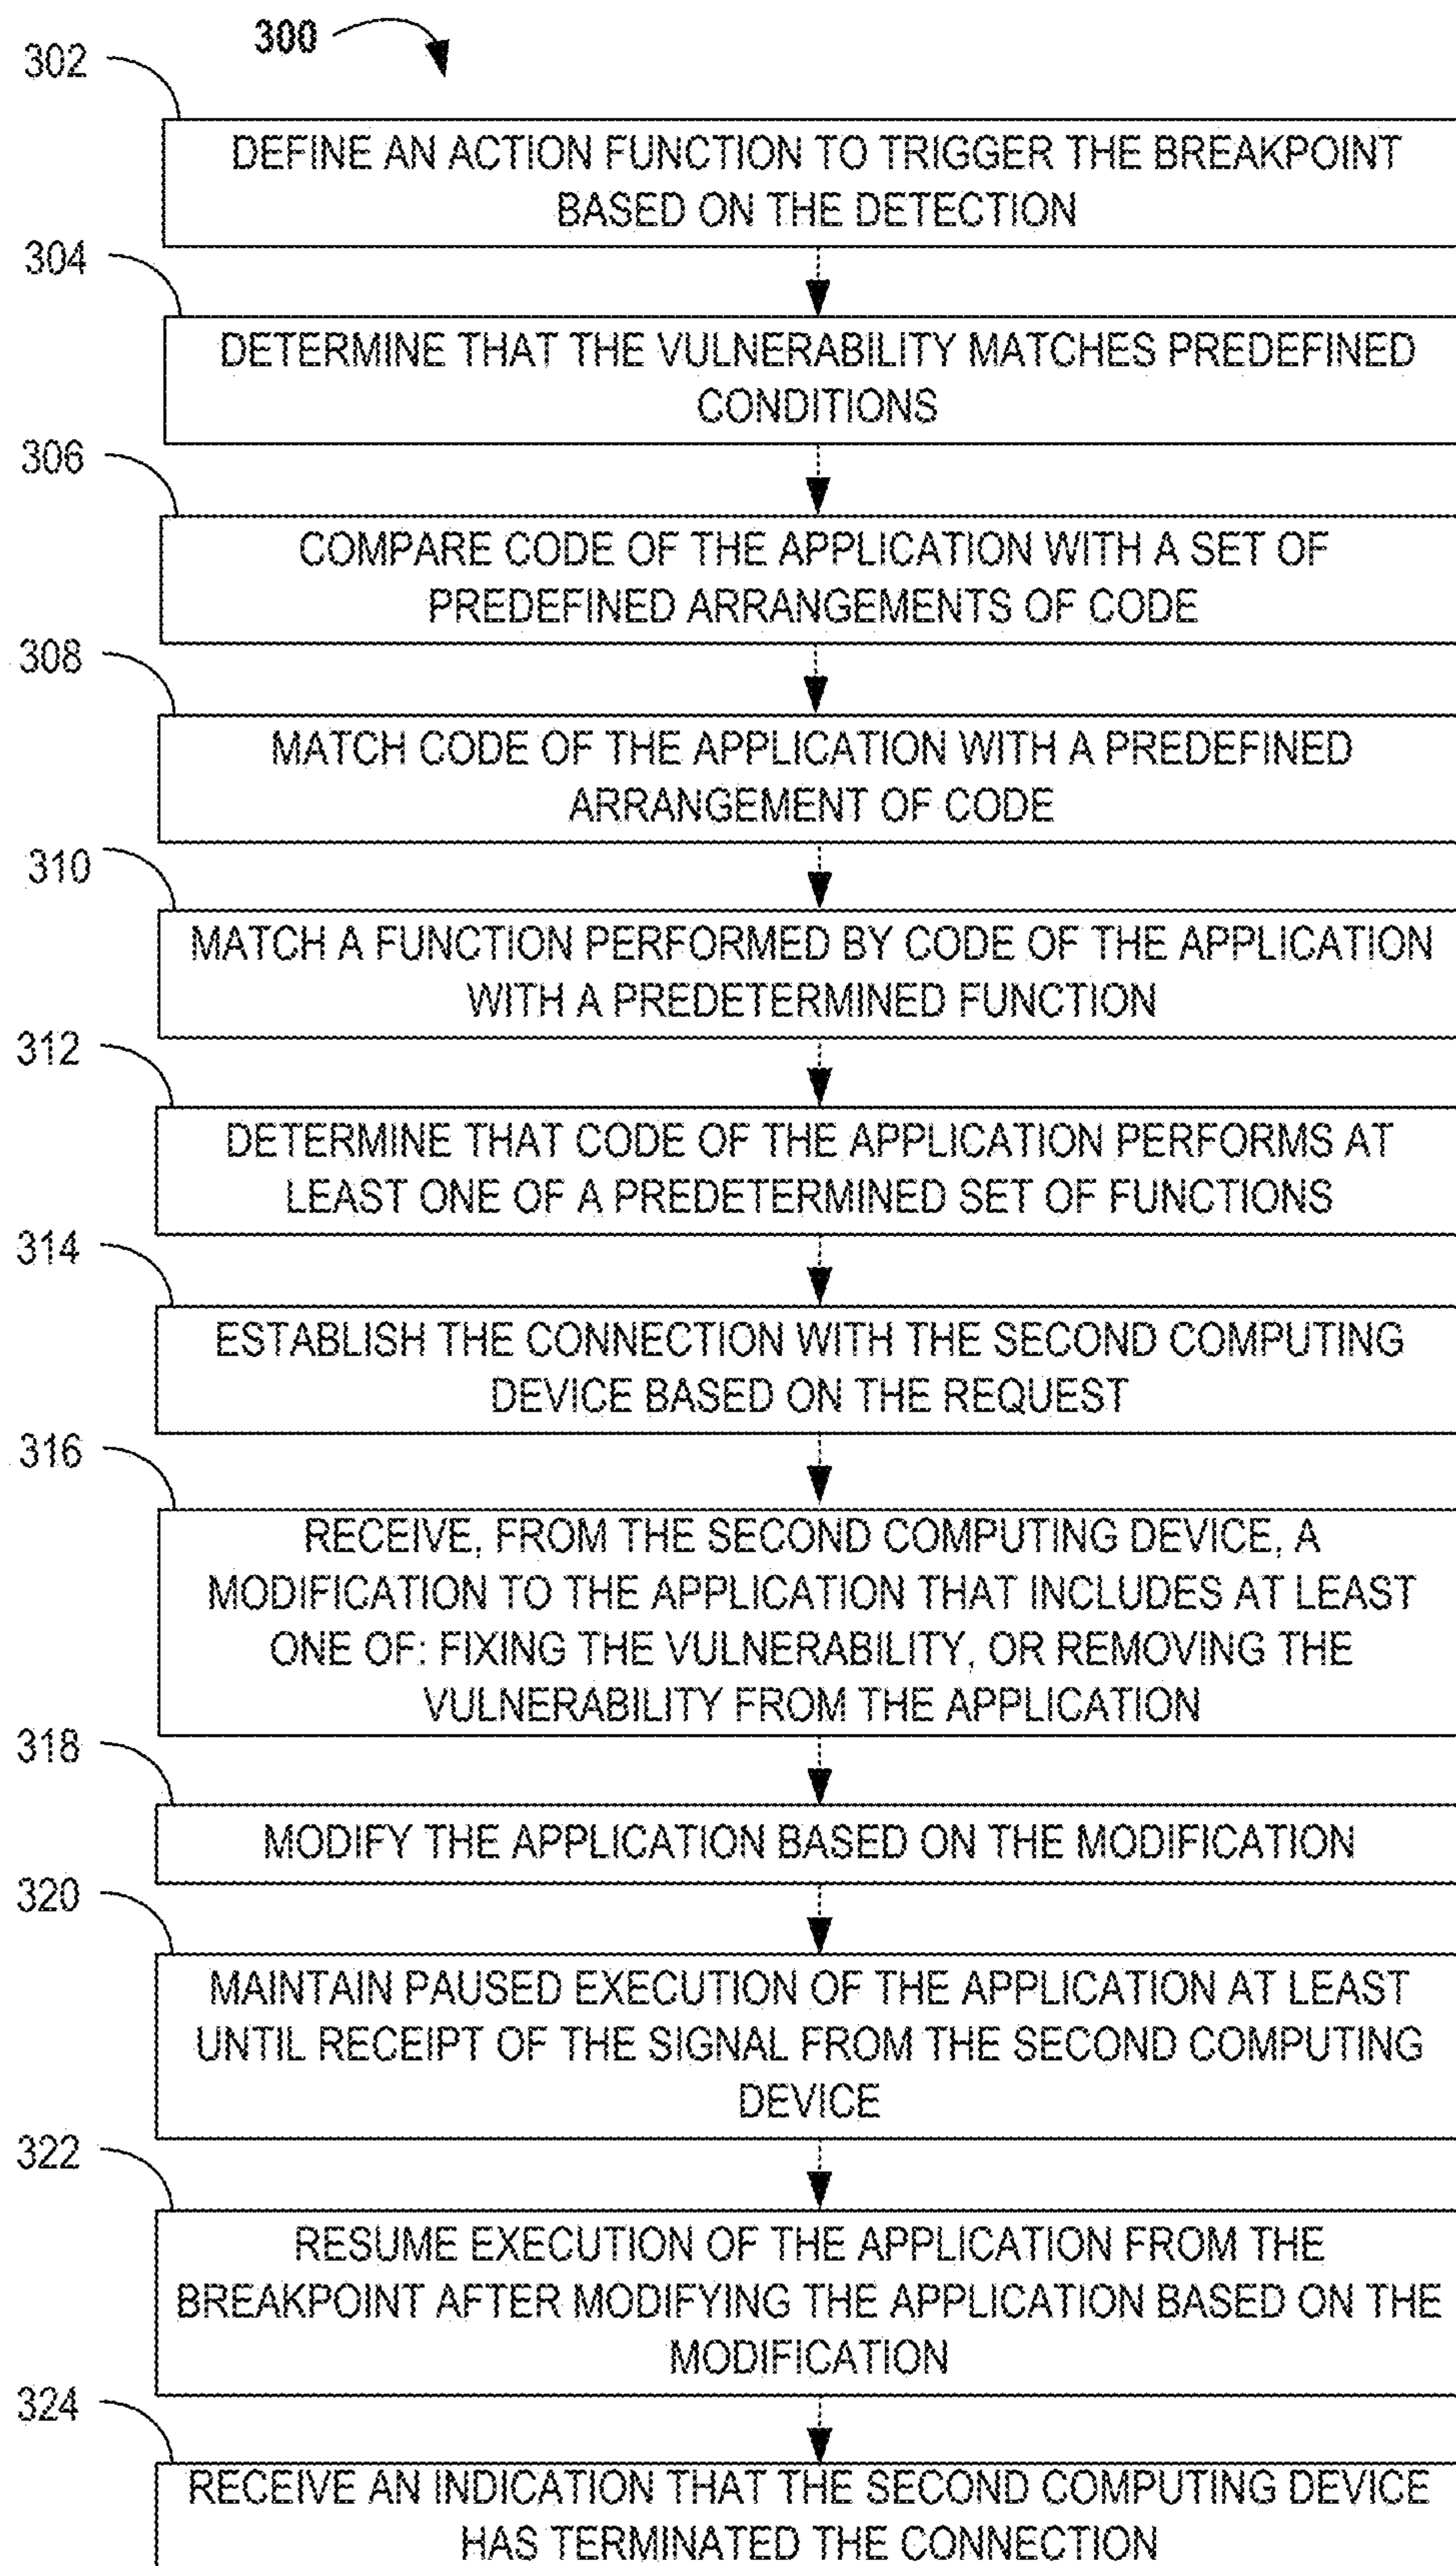 300
302
DEFINE AN ACTION FUNCTION TO TRIGGER THE BREAKPOINT
BASED ON THE DETECTION
304
DETERMINE THAT THE VULNERABILITY MATCHES PREDEFINED
CONDITIONS
306
COMPARE CODE OF THE APPLICATION WITH A SET OF
PREDEFINED ARRANGEMENTS OF CODE
308
MATCH CODE OF THE APPLICATION WITH A PREDEFINED
ARRANGEMENT OF CODE
310
MATCH A FUNCTION PERFORMED BY CODE OF THE APPLICATION
WITH A PREDETERMINED FUNCTION
312
DETERMINE THAT CODE OF THE APPLICATION PERFORMS AT
LEAST ONE OF A PREDETERMINED SET OF FUNCTIONS
314
ESTABLISH THE CONNECTION WITH THE SECOND COMPUTING
DEVICE BASED ON THE REQUEST
316
RECEIVE, FROM THE SECOND COMPUTING DEVICE, A
MODIFICATION TO THE APPLICATION THAT INCLUDES AT LEAST
ONE OF: FIXING THE VULNERABILITY, OR REMOVING THE
VULNERABILITY FROM THE APPLICATION
318
MODIFY THE APPLICATION BASED ON THE MODIFICATION
320
MAINTAIN PAUSED EXECUTION OF THE APPLICATION AT LEAST
UNTIL RECEIPT OF THE SIGNAL FROM THE SECOND COMPUTING
DEVICE
322
RESUME EXECUTION OF THE APPLICATION FROM THE
BREAKPOINT AFTER MODIFYING THE APPLICATION BASED ON THE
MODIFICATION
324
RECEIVE AN INDICATION THAT THE SECOND COMPUTING DEVICE
HAS TERMINATED THE CONNECTION